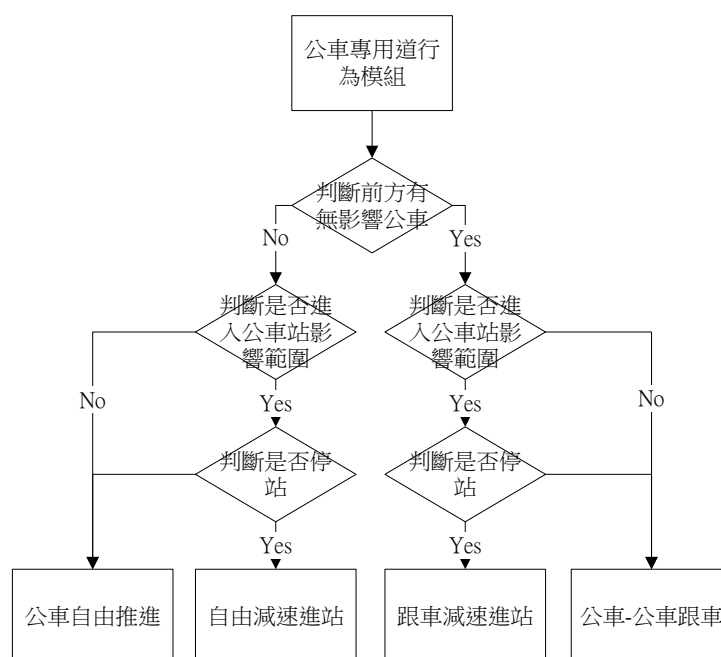 公車專用道行
為模組
判斷前方有
無影響公車
No
Yes
判斷是否進
入公車站影
響範圍
判斷是否進
入公車站影
響範圍
No
Yes
Yes
No
判斷是否停
站
判斷是否停
站
Yes
Yes
公車自由推進
自由減速進站
跟車減速進站
公車-公車跟車